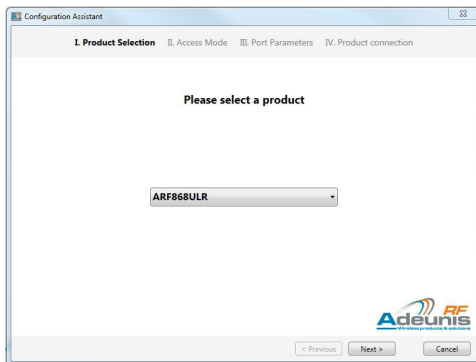 Configuration Assistant
I. Product Selection II. Access Mode III. Port Parameters IV. Product connection
Please select a product
ARF868ULR
Adeunis RF
Wireless products & solutions
< Previous Next > Cancel